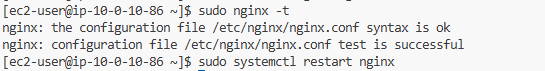 [ec2-user@ip-10-0-10-86 ~]$ sudo nginx -t
nginx: the configuration file /etc/nginx/nginx.conf syntax is ok
nginx: configuration file /etc/nginx/nginx.conf test is successful
[ec2-user@ip-10-0-10-86 ~]$ sudo systemctl restart nginx